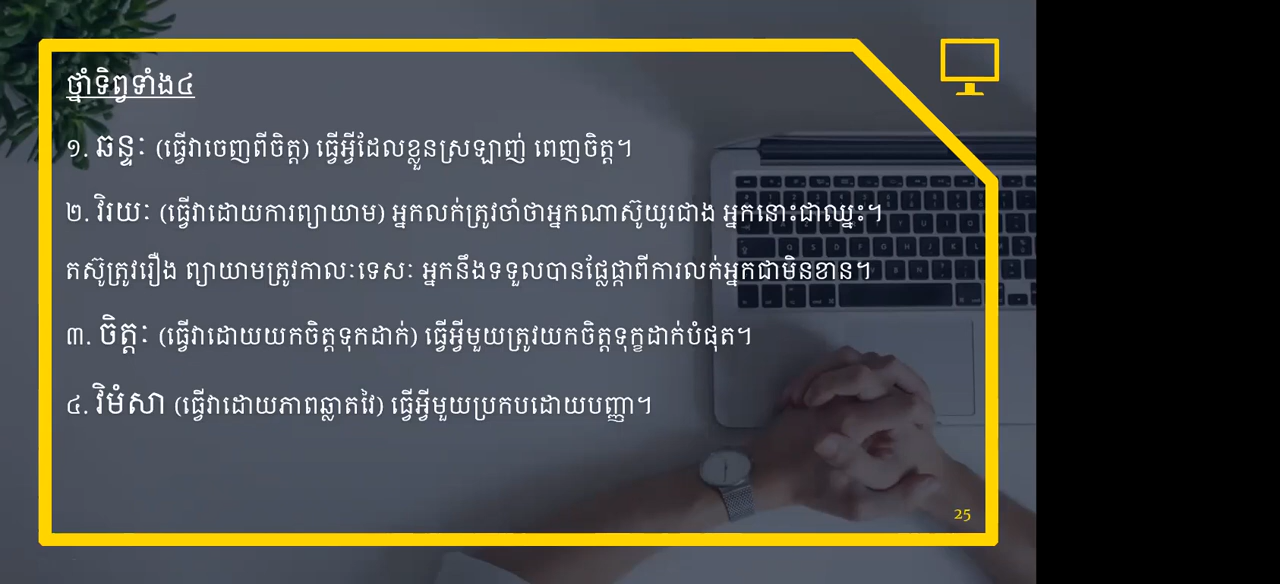 ថ្នាំទិព្វទាំង៤
១. ឆន្ទៈ (ធ្វើវាចេញពីចិត្ត) ធ្វើអ្វីដែលខ្លួនស្រឡាញ់ ពេញចិត្ត។
២. វិរយៈ (ធ្វើវាដោយការព្យាយាម) អ្នកលក់ត្រូវចាំថាអ្នកណាស៊ូយូរជាង អ្នកនោះជាឈ្នះ។
តស៊ូត្រូវរឿង ព្យាយាមត្រូវកាលៈទេសៈ អ្នកនឹងទទួលបានផ្លែផ្កាពីការលក់អ្នកជាមិនខាន។
៣. ចិត្តៈ (ធ្វើវាដោយយកចិត្តទុកដាក់) ធ្វើអ្វីមួយត្រូវយកចិត្តទុក្ខដាក់បំផុត។
៤. វិមំសា (ធ្វើវាដោយភាពឆ្លាតវៃ) ធ្វើអ្វីមួយប្រកបដោយបញ្ញា។
25